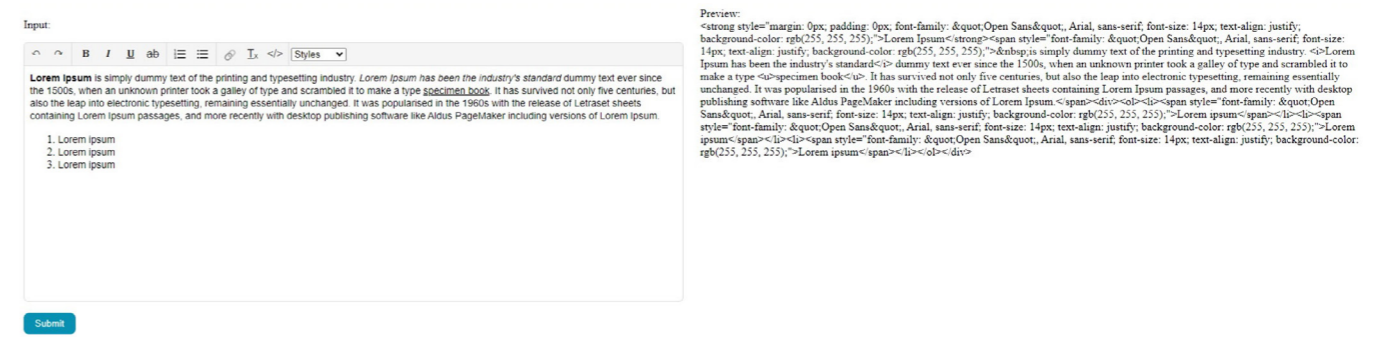 Input:
B I U ab Tx </> Styles
Lorem Ipsum is simply dummy text of the printing and typesetting industry. Lorem Ipsum has been the industry's standard dummy text ever since
the 1500s, when an unknown printer took a galley of type and scrambled it to make a type specimen book. It has survived not only five centuries, but
also the leap into electronic typesetting, remaining essentially unchanged. It was popularised in the 1960s with the release of Letraset sheets
containing Lorem Ipsum passages, and more recently with desktop publishing software like Aldus PageMaker including versions of Lorem Ipsum.
1. Lorem ipsum
2. Lorem ipsum
3. Lorem ipsum
Submit
Preview:
<strong style="margin: 0px; padding: 0px; font-family: &quot;Open Sans&quot;, Arial, sans-serif; font-size: 14px; text-align: justify;
background-color: rgb(255, 255, 255);">Lorem Ipsum</strong><span style="font-family: &quot;Open Sans&quot;, Arial, sans-serif; font-size:
14px; text-align: justify; background-color: rgb(255, 255, 255);">&nbsp;is simply dummy text of the printing and typesetting industry. <i>Lorem
Ipsum has been the industry's standard</i> dummy text ever since the 1500s, when an unknown printer took a galley of type and scrambled it to
make a type <u>specimen book</u>. It has survived not only five centuries, but also the leap into electronic typesetting, remaining essentially
unchanged. It was popularised in the 1960s with the release of Letraset sheets containing Lorem Ipsum passages, and more recently with desktop
publishing software like Aldus PageMaker including versions of Lorem Ipsum.</span><div><ol><li><span style="font-family: &quot;Open
Sans&quot;, Arial, sans-serif; font-size: 14px; text-align: justify; background-color: rgb(255, 255, 255);">Lorem ipsum</span></li><li><span
style="font-family: &quot;Open Sans&quot;, Arial, sans-serif; font-size: 14px; text-align: justify; background-color: rgb(255, 255, 255);">Lorem
ipsum</span></li><li><span style="font-family: &quot;Open Sans&quot;, Arial, sans-serif; font-size: 14px; text-align: justify; background-color:
rgb(255, 255, 255);">Lorem ipsum</span></li></ol></div>